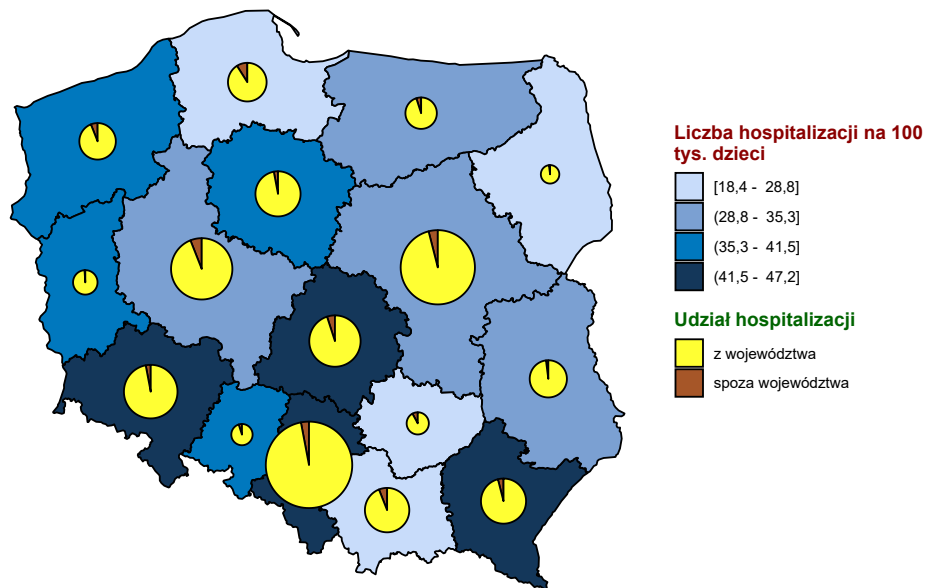 Liczba hospitalizacji na 100
tys. dzieci
[18,4 - 28,8]
(28,8 - 35,3]
(35,3 - 41,5]
(41,5 - 47,2]
Udział hospitalizacji
z województwa
spoza województwa